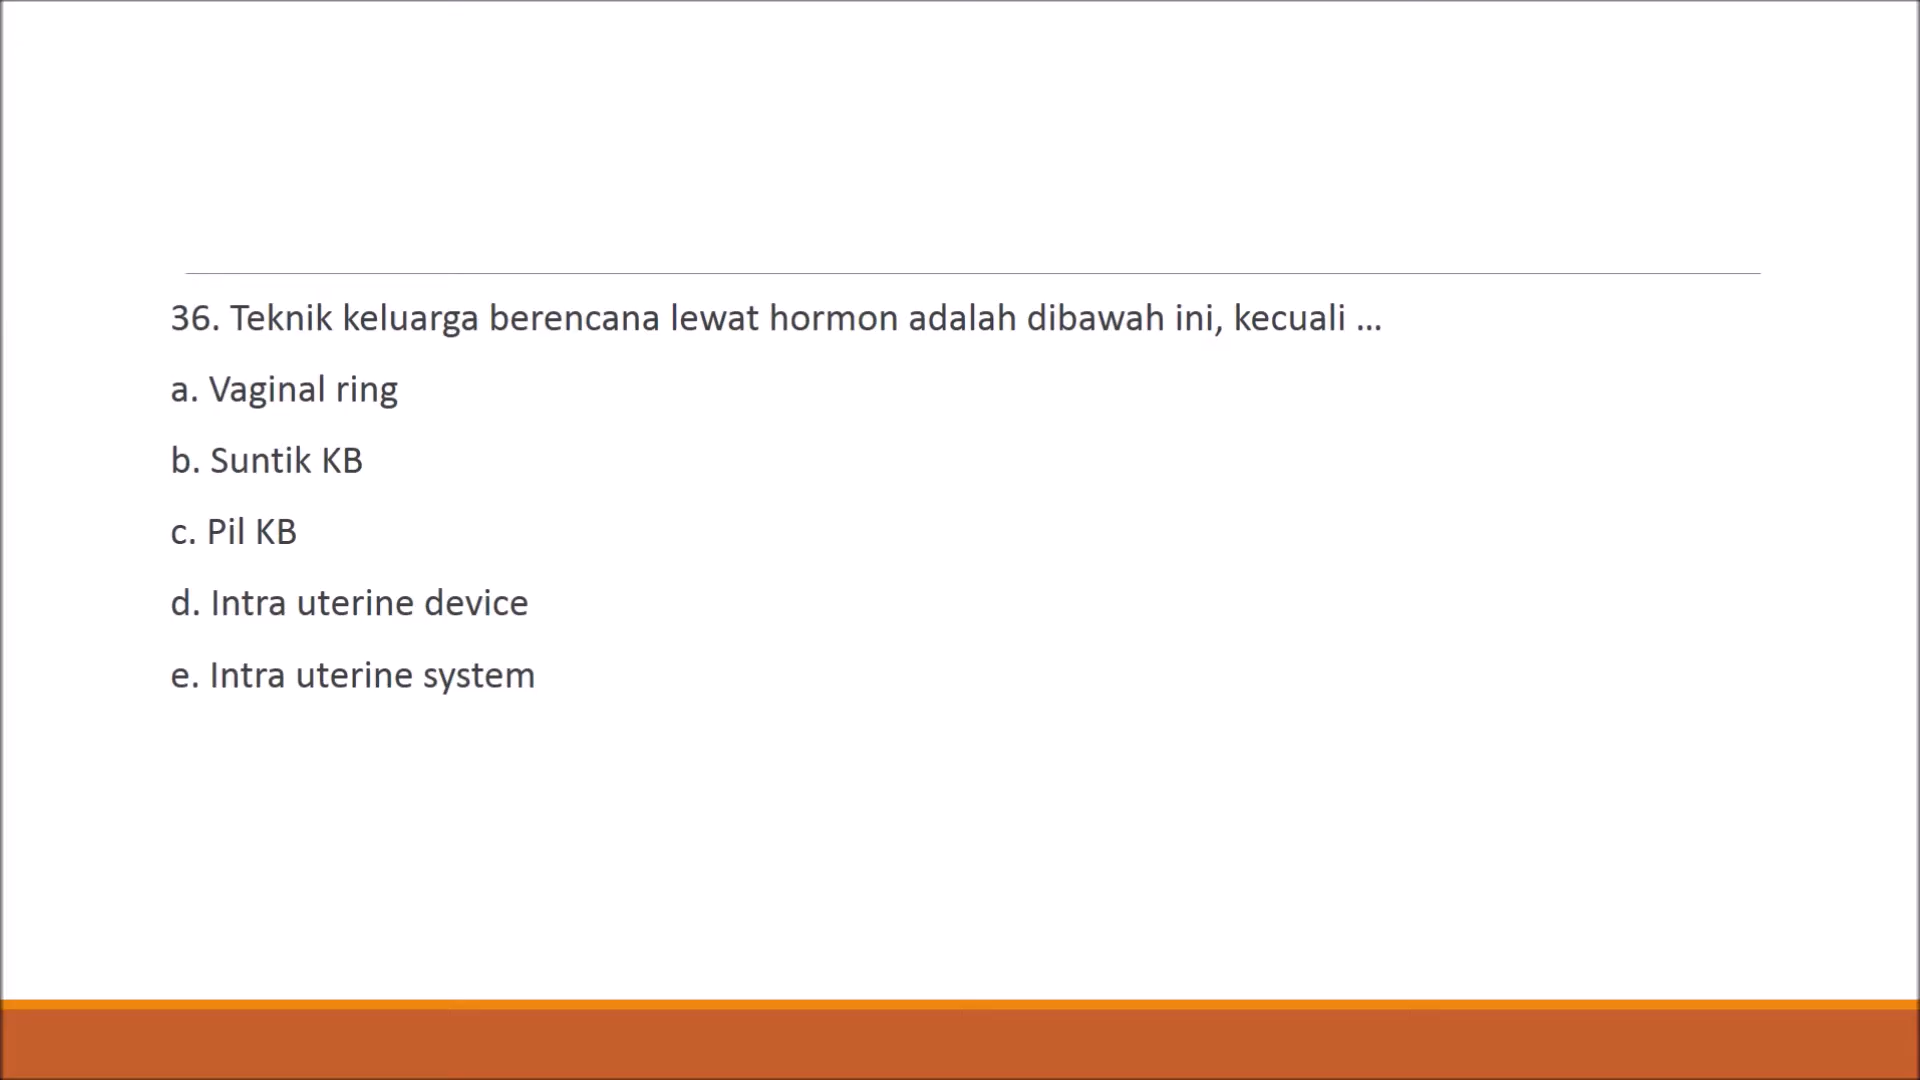 36. Teknik keluarga berencana lewat hormon adalah dibawah ini, kecuali ...
a. Vaginal ring
b. Suntik KB
c. Pil KB
d. Intra uterine device
e. Intra uterine system